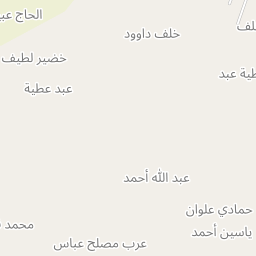 الحاج عبي
خلف
خلف داوود
خضير لطيف
طية عبد
عبد عطية
عبد الله أحمد
حمادي علوان
محمد
ياسين أحمد
عرب مصلح عباس